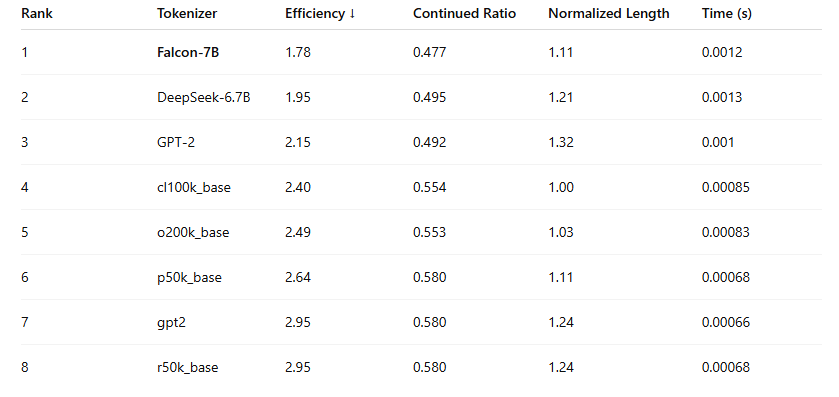 Rank Tokenizer Efficiency ↓ Continued Ratio Normalized Length Time (s)
1 Falcon-7B 1.78 0.477 1.11 0.0012
2 DeepSeek-6.7B 1.95 0.495 1.21 0.0013
3 GPT-2 2.15 0.492 1.32 0.001
4 cl100k_base 2.40 0.554 1.00 0.00085
5 o200k_base 2.49 0.553 1.03 0.00083
6 p50k_base 2.64 0.580 1.11 0.00068
7 gpt2 2.95 0.580 1.24 0.00066
8 r50k_base 2.95 0.580 1.24 0.00068